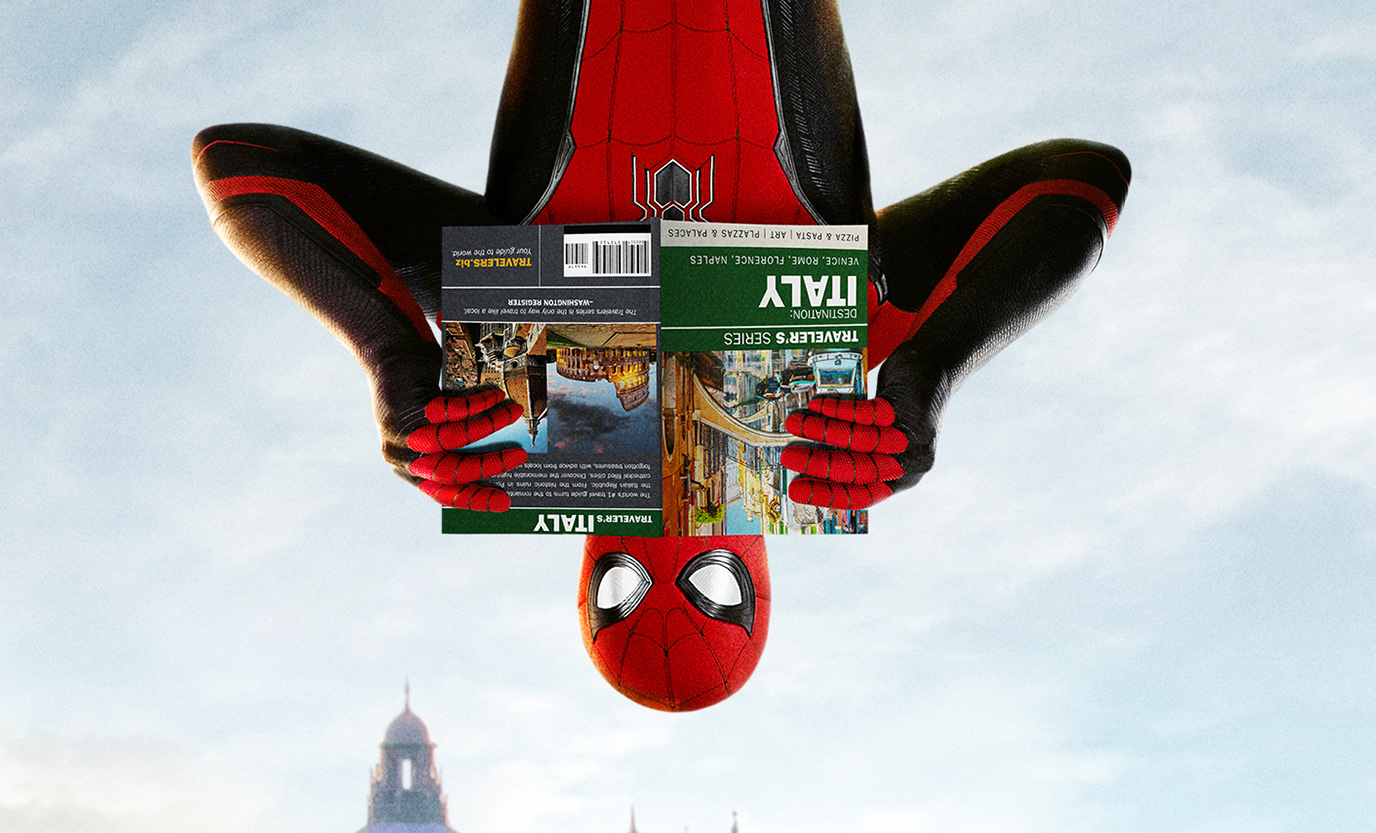 TRAVELER'S SERIES
DESTINATION:
ITALY
VENICE, ROME, FLORENCE, NAPLES
PIZZA & PASTA | ART | PLAZZAS & PALACES
TRAVELER'S ITALY
The world's #1 travel guide turns to the
the Italian Republic. From the historic ruins in
cathedral filled cities. Discover the memorable
forgotten treasures, with advice from locals
The Travelers series is the only way to travel like a local.
–WASHINGTON REGISTER
TRAVELERS.biz
Your guide to the world.